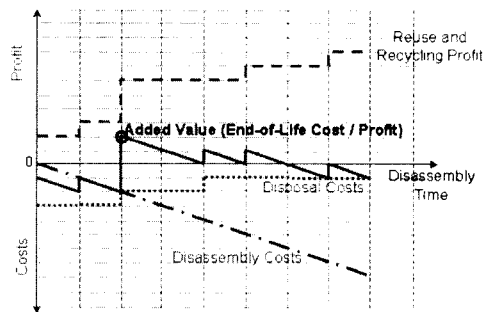 Reuse and
Recycling Profit
Profit
Added Value (End-of-Life Cost / Profit)
0
Disassembly
Time
Disposal Costs
Disassembly Costs
Costs